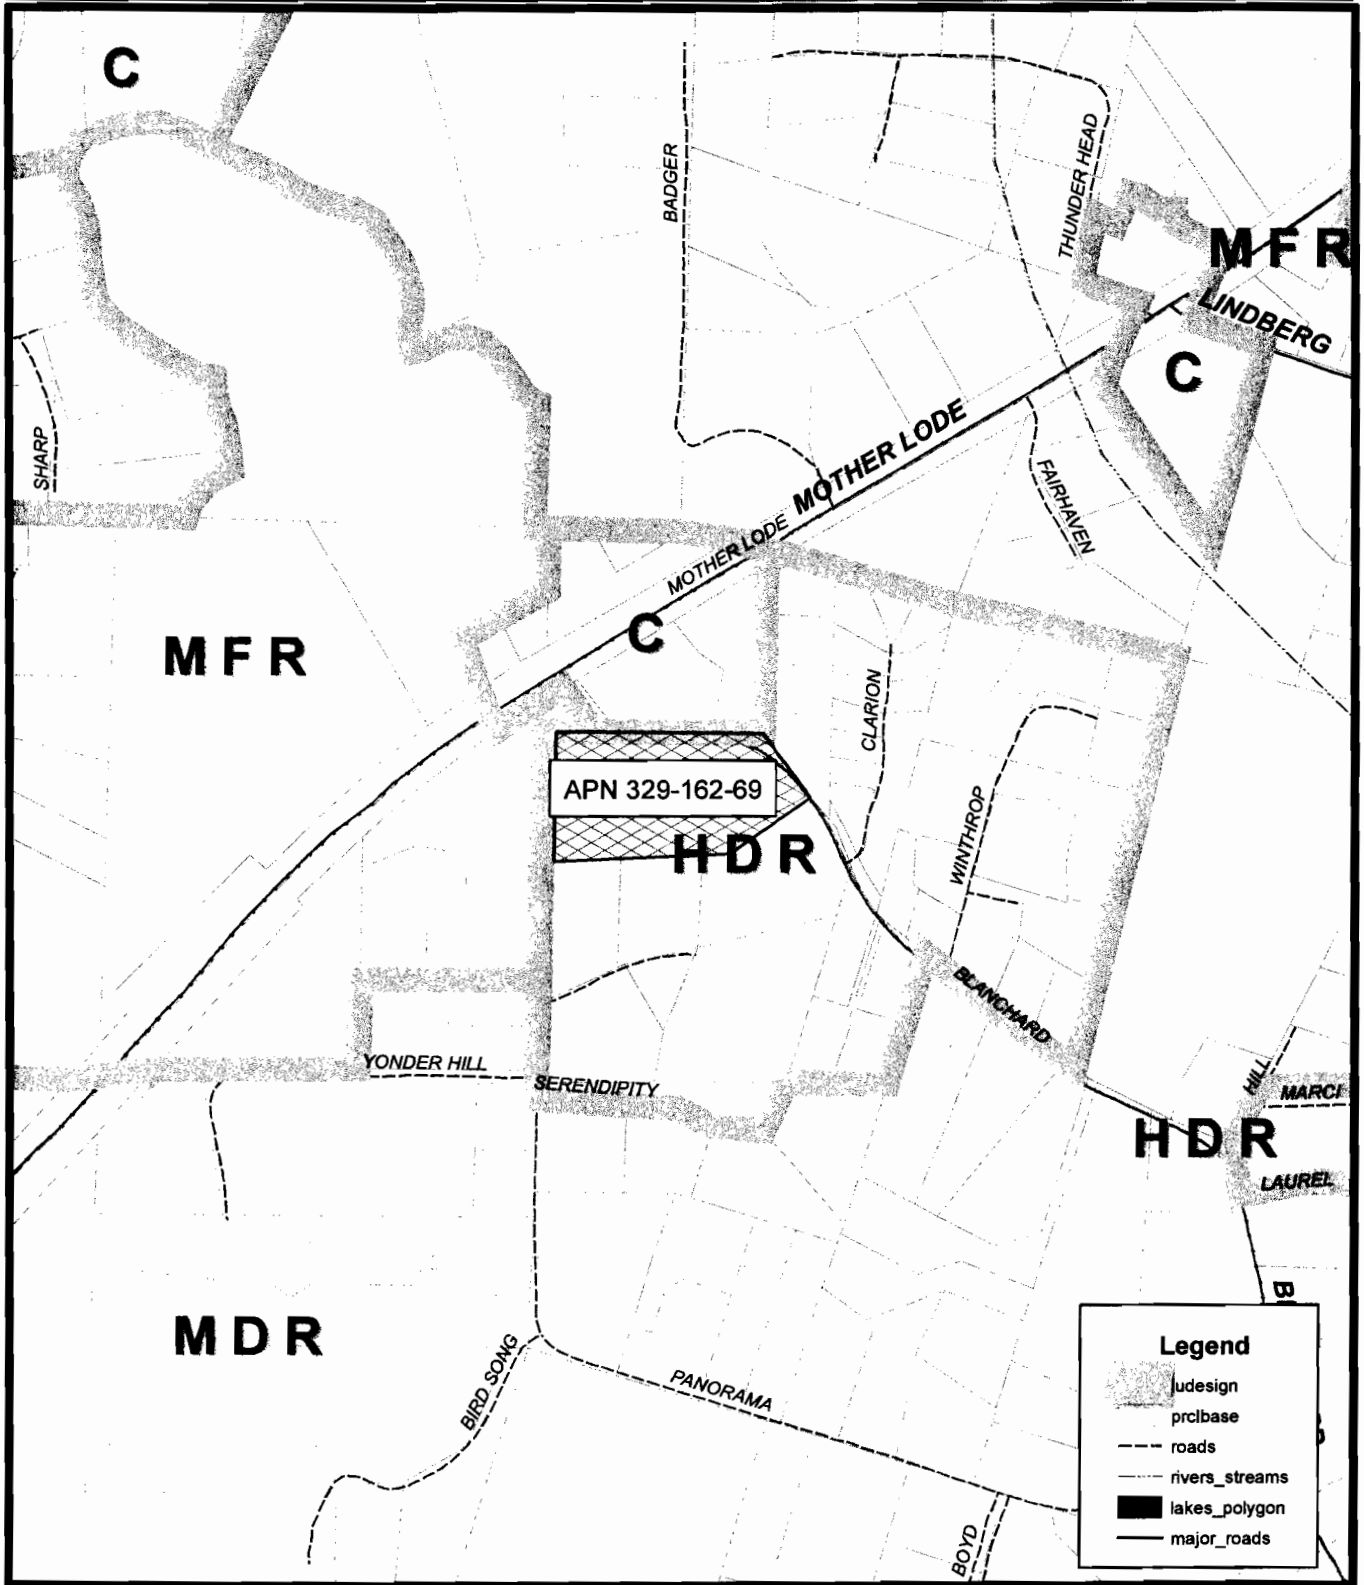 C
BADGER
THUNDER HEAD
M F R
LINDBERG
C
SHARP
MOTHER LODE
MOTHER LODE
FAIRHAVEN
C
M F R
CLARION
APN 329-162-69
WINTHROP
H D R
BLANCHARD
YONDER HILL
SERENDIPITY
HILL
MARCI
H D R
LAUREL
M D R
BIRD SONG
PANORAMA
BOYD
Legend
ludesign
prclbase
roads
rivers_streams
lakes_polygon
major_roads